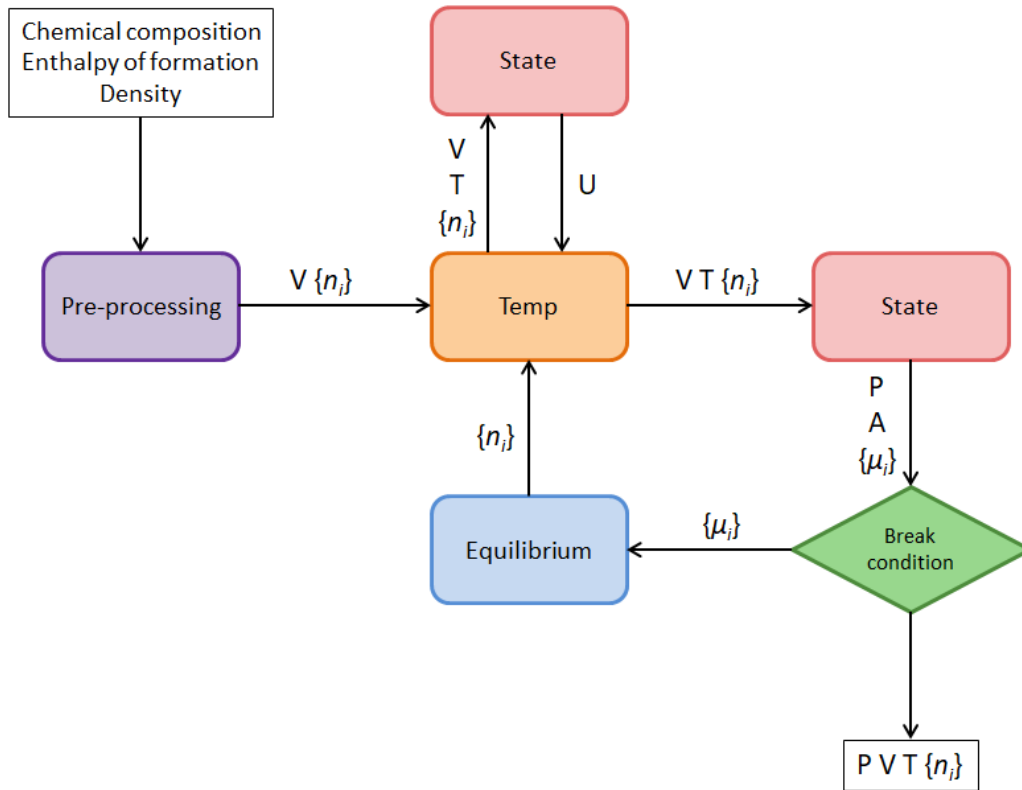 Chemical composition
Enthalpy of formation
Density
State
V
T
{nᵢ}
U
Pre-processing
V {nᵢ}
Temp
V T {nᵢ}
State
P
A
{μᵢ}
{nᵢ}
Equilibrium
{μᵢ}
Break
condition
P V T {nᵢ}